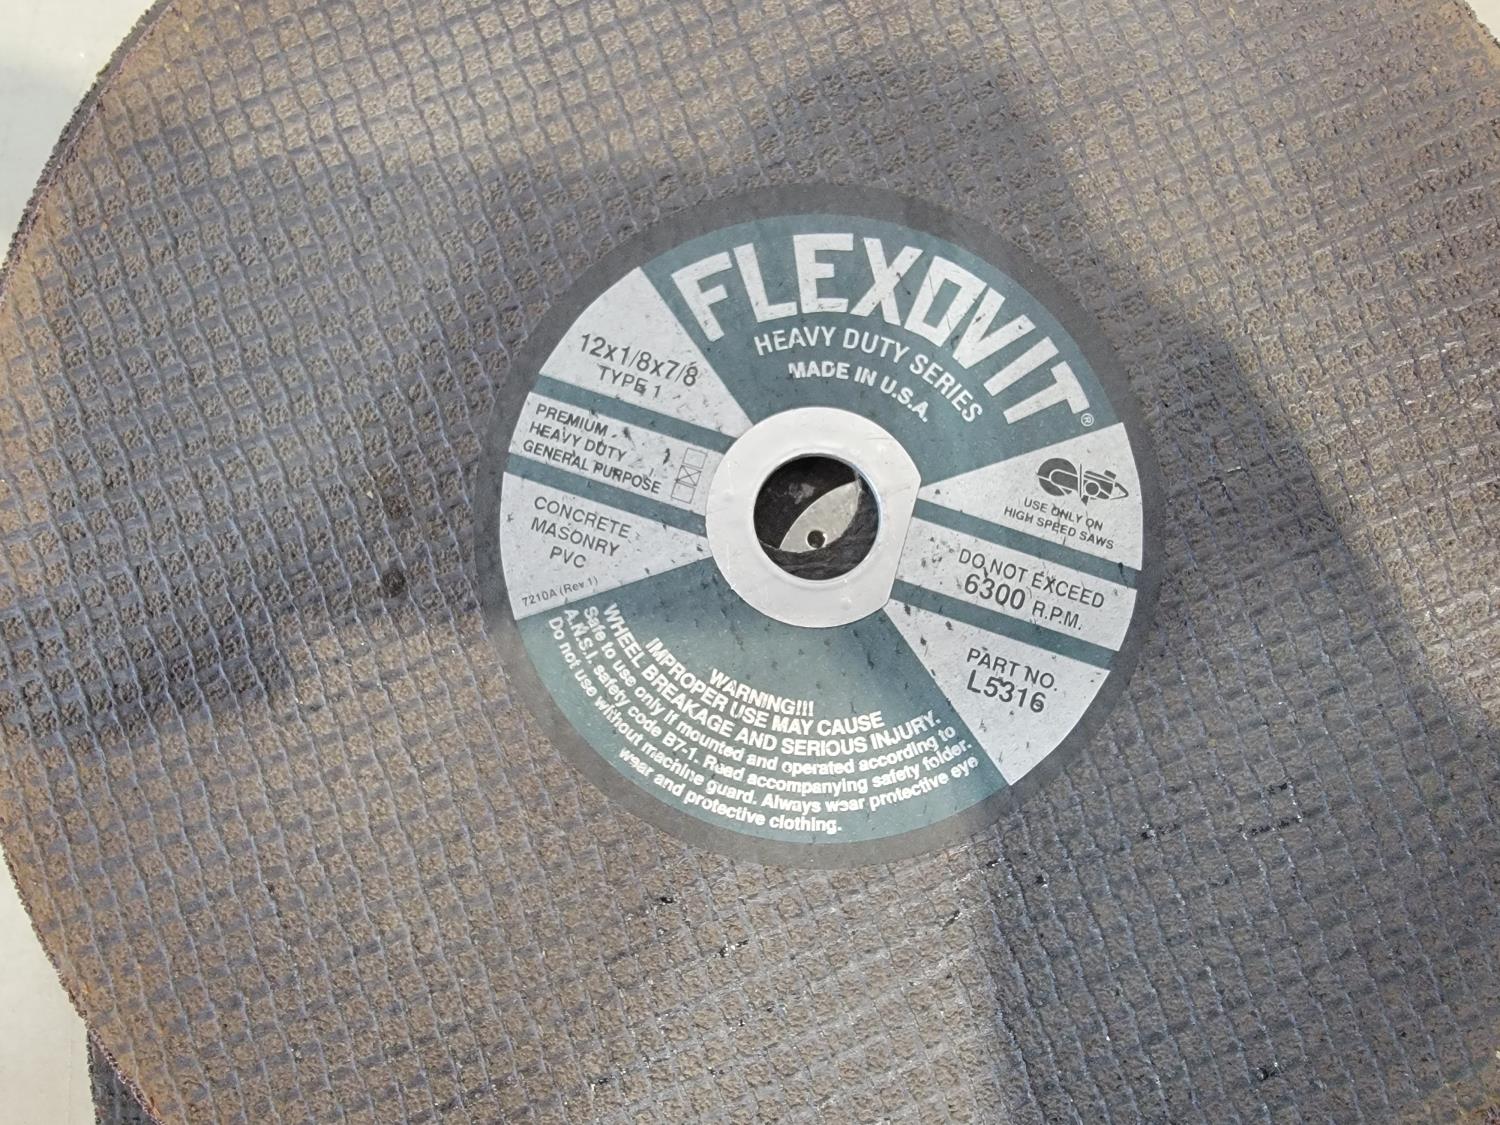 FLEXOVIT®
HEAVY DUTY SERIES
MADE IN U.S.A.
12x1/8x7/8
TYPE 1
PREMIUM
HEAVY DUTY
GENERAL PURPOSE
CONCRETE
MASONRY
PVC
7210A (Rev 1)
USE ONLY ON
HIGH SPEED SAWS
DO NOT EXCEED
6300 R.P.M.
PART NO.
L5316
WARNING!!!
IMPROPER USE MAY CAUSE
WHEEL BREAKAGE AND SERIOUS INJURY.
Safe to use only if mounted and operated according to
A.N.S.I. safety code B7-1. Read accompanying safety folder.
Do not use without machine guard. Always wear protective eye
wear and protective clothing.